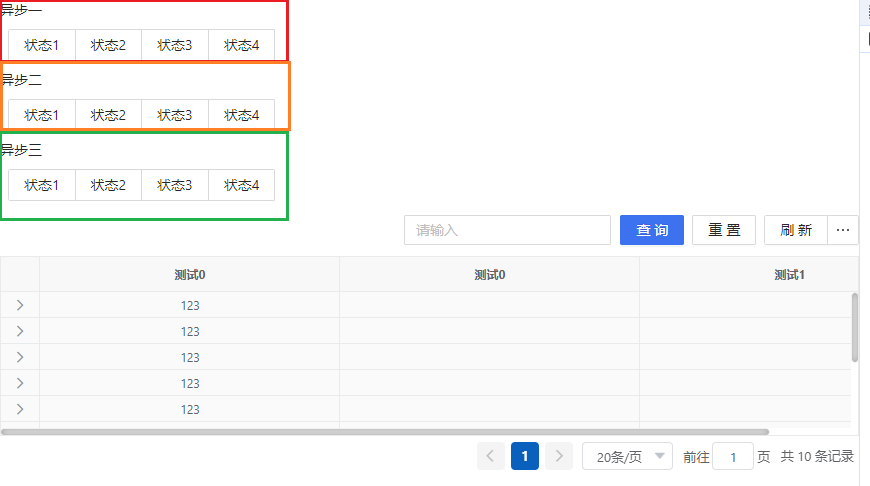 异步一
状态1 状态2 状态3 状态4
异步二
状态1 状态2 状态3 状态4
异步三
状态1 状态2 状态3 状态4
请输入 查询 重置 刷新 ···
测试0 测试0 测试1
123
123
123
123
123
1 20条/页 前往 1 页 共 10 条记录